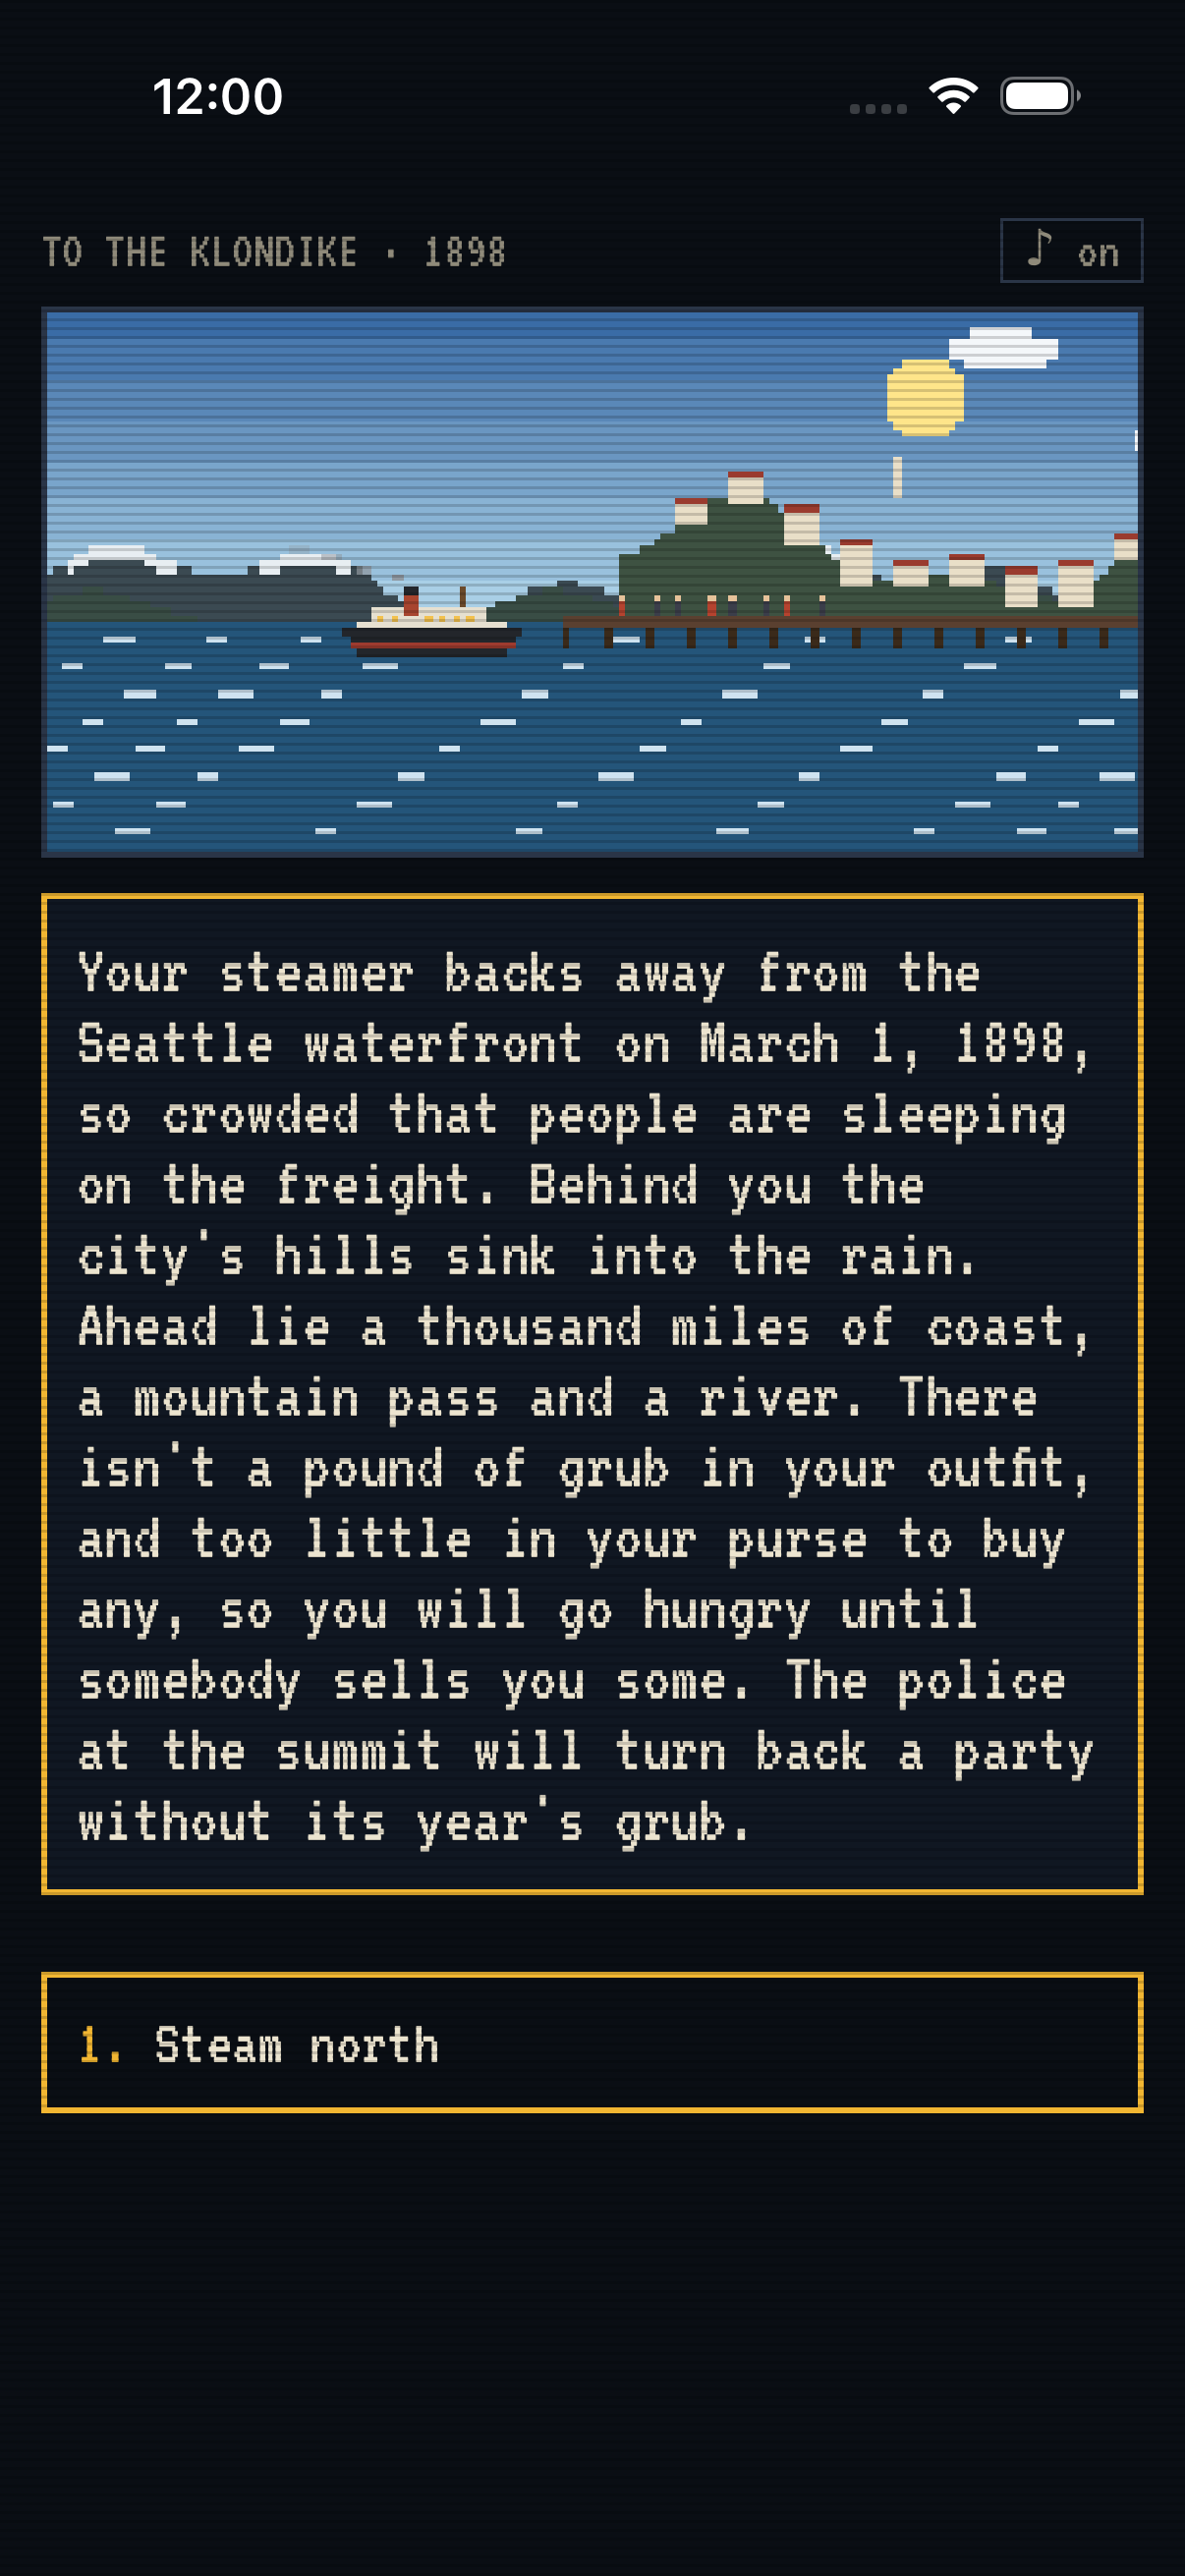 12:00
TO THE KLONDIKE · 1898
♪ on
Your steamer backs away from the
Seattle waterfront on March 1, 1898,
so crowded that people are sleeping
on the freight. Behind you the
city's hills sink into the rain.
Ahead lie a thousand miles of coast,
a mountain pass and a river. There
isn't a pound of grub in your outfit,
and too little in your purse to buy
any, so you will go hungry until
somebody sells you some. The police
at the summit will turn back a party
without its year's grub.
1. Steam north